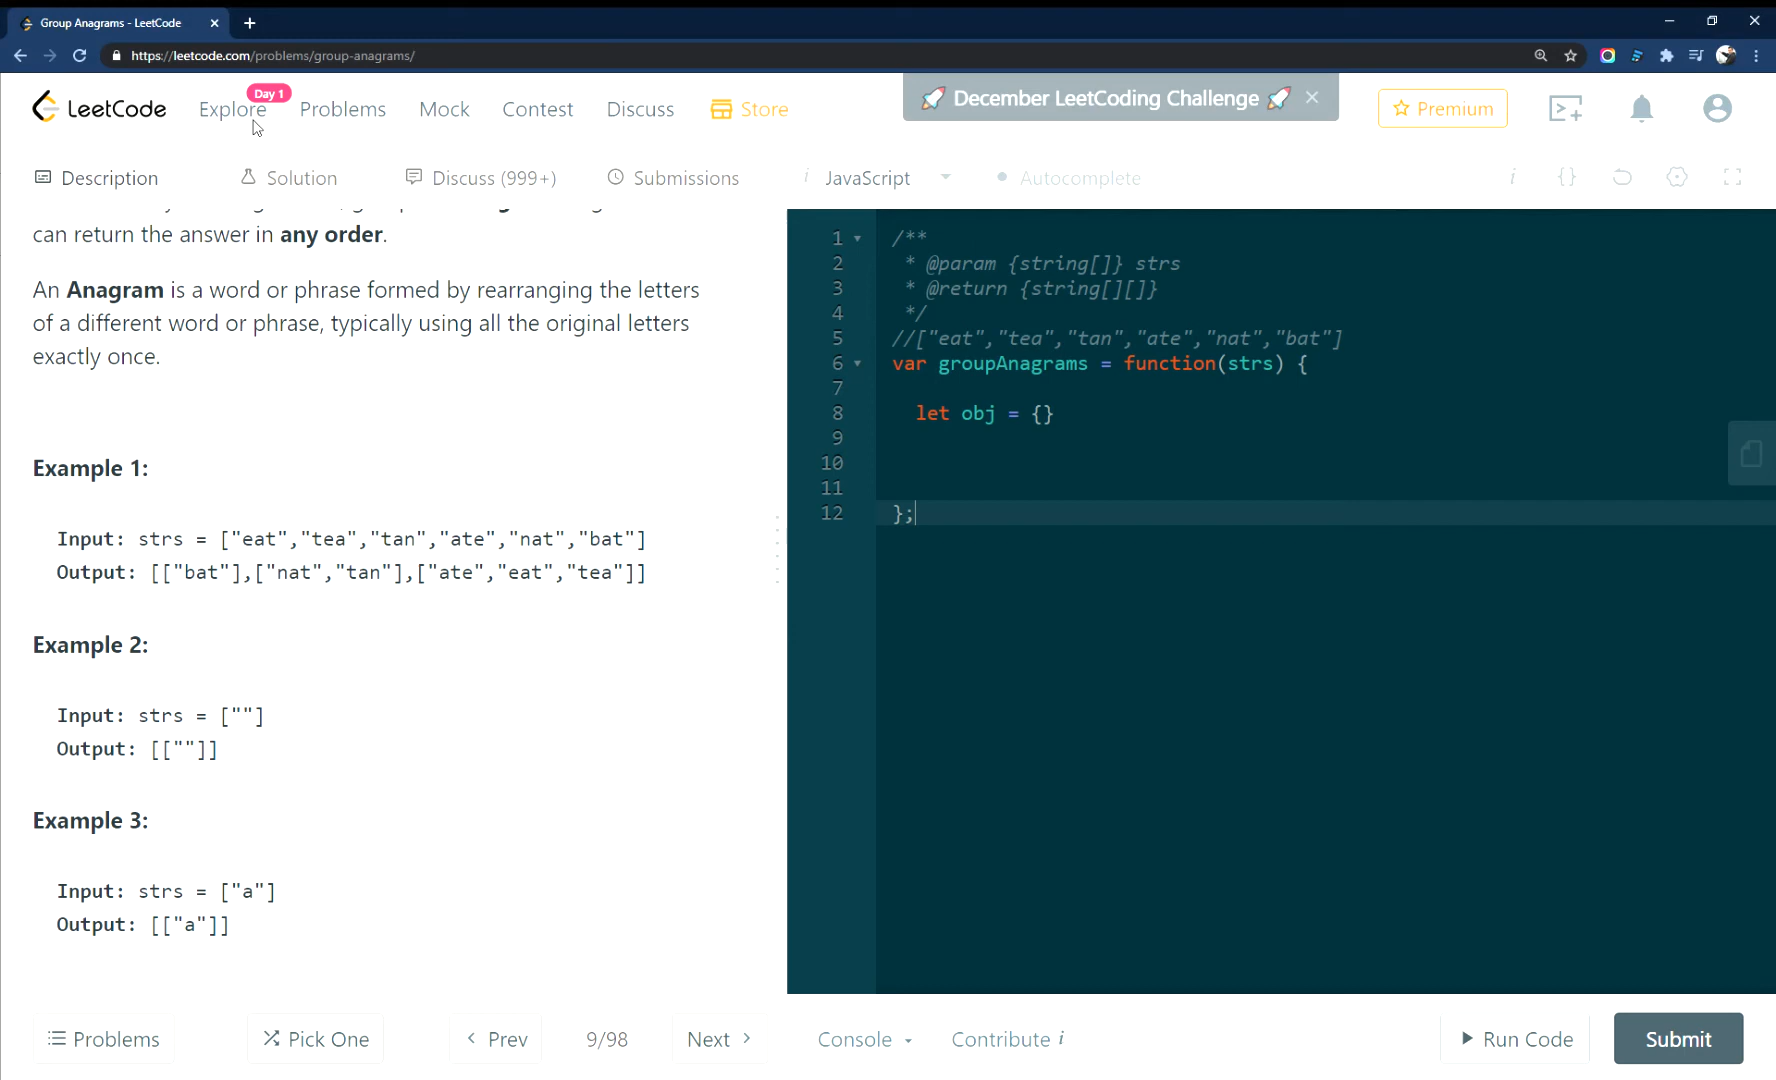 Group Anagrams - LeetCode
https://leetcode.com/problems/group-anagrams/
LeetCode
Explore
Day 1
Problems
Mock
Contest
Discuss
Store
🚀 December LeetCoding Challenge 🚀
Premium
Description
Solution
Discuss (999+)
Submissions
i JavaScript
Autocomplete
i {}
can return the answer in any order.
An Anagram is a word or phrase formed by rearranging the letters
of a different word or phrase, typically using all the original letters
exactly once.
Example 1:
Input: strs = ["eat","tea","tan","ate","nat","bat"]
Output: [["bat"],["nat","tan"],["ate","eat","tea"]]
Example 2:
Input: strs = [""]
Output: [[""]]
Example 3:
Input: strs = ["a"]
Output: [["a"]]
1 /**
2 * @param {string[]} strs
3 * @return {string[][]}
4 */
5 //["eat","tea","tan","ate","nat","bat"]
6 var groupAnagrams = function(strs) {
7
8 let obj = {}
9
10
11
12 };
Problems
Pick One
Prev
9/98
Next
Console
Contribute i
Run Code
Submit